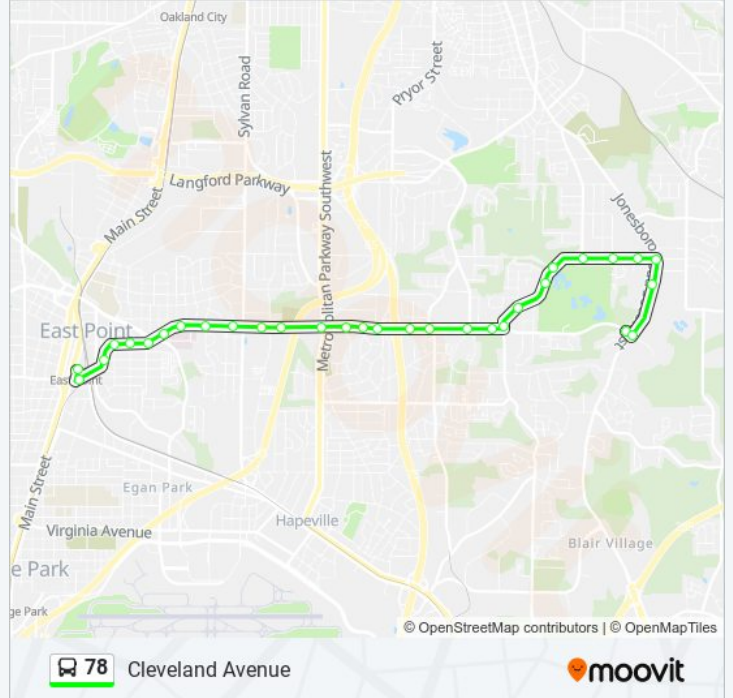 Oakland City
Pryor Street
Sylvan Road
Langford Parkway
Main Street
Metropolitan Parkway Southwest
Jonesboro
st
East Point
East Point
Main Street
Egan Park
Virginia Avenue
Hapeville
Blair Village
e Park
ge Park
© OpenStreetMap contributors | © OpenMapTiles
78 Cleveland Avenue
moovit